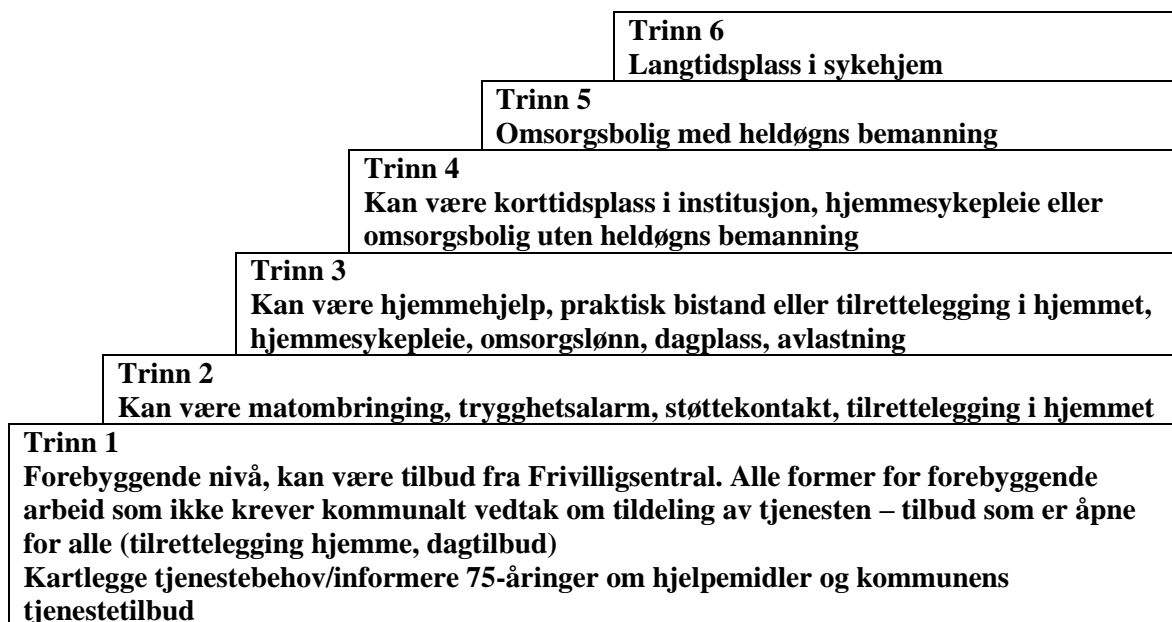 Trinn 6
Langtidsplass i sykehjem
Trinn 5
Omsorgsbolig med heldøgns bemanning
Trinn 4
Kan være korttidsplass i institusjon, hjemmesykepleie eller
omsorgsbolig uten heldøgns bemanning
Trinn 3
Kan være hjemmehjelp, praktisk bistand eller tilrettelegging i hjemmet,
hjemmesykepleie, omsorgslønn, dagplass, avlastning
Trinn 2
Kan være matombringing, trygghetsalarm, støttekontakt, tilrettelegging i hjemmet
Trinn 1
Forebyggende nivå, kan være tilbud fra Frivilligsentral. Alle former for forebyggende
arbeid som ikke krever kommunalt vedtak om tildeling av tjenesten – tilbud som er åpne
for alle (tilrettelegging hjemme, dagtilbud)
Kartlegge tjenestebehov/informere 75-åringer om hjelpemidler og kommunens
tjenestetilbud